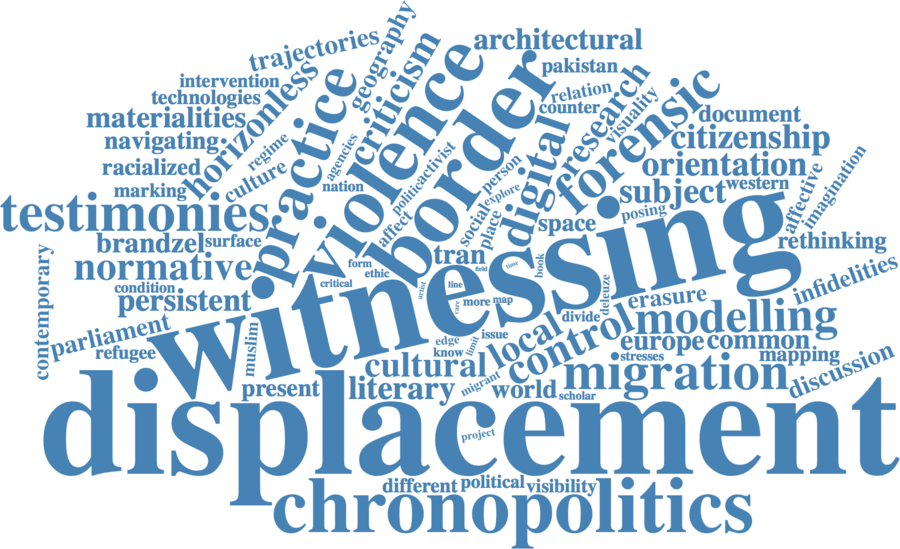 trajectories
geography
architectural
intervention
pakistan
technologies
horizonless
practice
criticism
violence
border
relation
counter
research
visuality
forensic
materialities
document
navigating
regime
agencies
citizenship
racialized
culture
nation
activist
politic
person
explore
digital
orientation
marking
subject
western
affective
imagination
testimonies
affect
social
place
space
posing
brandzel
surface
tran
rethinking
witnessing
form
ethic
field
time
book
normative
critical
line
deleuze
contemporary
condition
artist
care
more
map
erasure
infidelities
persistent
divide
modelling
parliament
muslim
edge
limit
issue
local
control
europe
common
refugee
know
stresses
mapping
cultural
migration
discussion
present
literary
migrant
world
scholar
displacement
project
different
political
visibility
chronopolitics